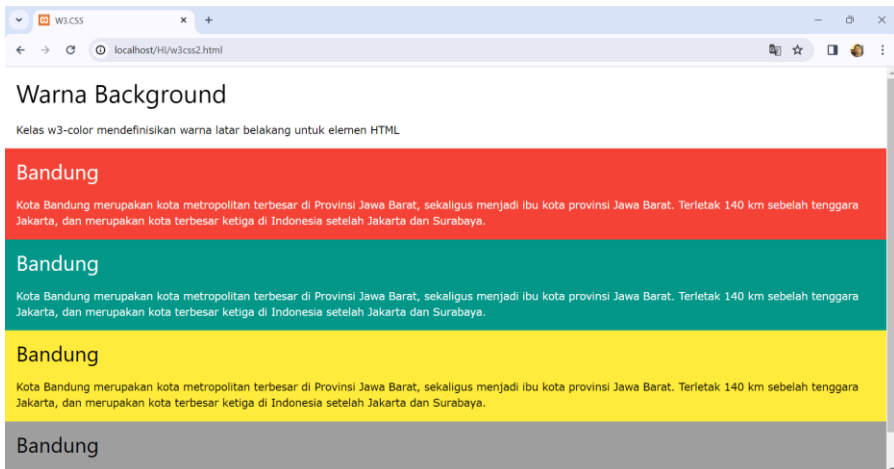 W3.CSS
localhost/HI/w3css2.html
Warna Background
Kelas w3-color mendefinisikan warna latar belakang untuk elemen HTML
Bandung
Kota Bandung merupakan kota metropolitan terbesar di Provinsi Jawa Barat, sekaligus menjadi ibu kota provinsi Jawa Barat. Terletak 140 km sebelah tenggara
Jakarta, dan merupakan kota terbesar ketiga di Indonesia setelah Jakarta dan Surabaya.
Bandung
Kota Bandung merupakan kota metropolitan terbesar di Provinsi Jawa Barat, sekaligus menjadi ibu kota provinsi Jawa Barat. Terletak 140 km sebelah tenggara
Jakarta, dan merupakan kota terbesar ketiga di Indonesia setelah Jakarta dan Surabaya.
Bandung
Kota Bandung merupakan kota metropolitan terbesar di Provinsi Jawa Barat, sekaligus menjadi ibu kota provinsi Jawa Barat. Terletak 140 km sebelah tenggara
Jakarta, dan merupakan kota terbesar ketiga di Indonesia setelah Jakarta dan Surabaya.
Bandung